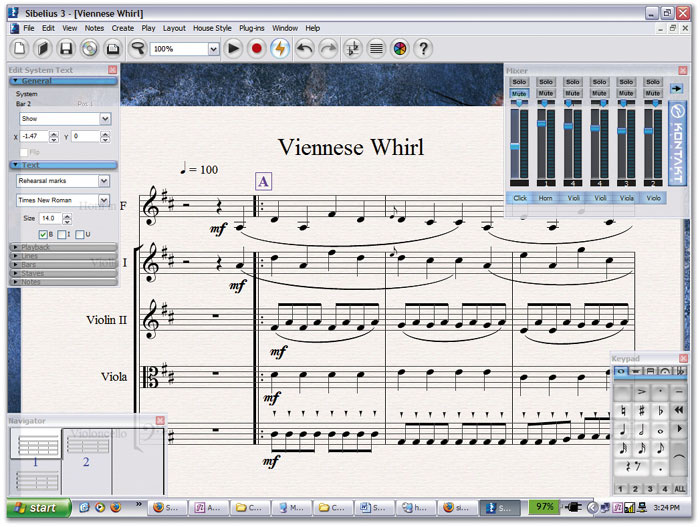 Sibelius 3 - [Viennese Whirl]
File Edit View Notes Create Play Layout House Style Plug-ins Window Help
100%
Edit System Text
General
System
Bar 2 Pos 1
Show
X -1.47 Y 0
Flip
Text
Rehearsal marks
Times New Roman
Size 14.0
B I U
Playback
Lines
Bars
Staves
Notes
Mixer
Solo Solo Solo Solo Solo Solo
Mute Mute Mute Mute Mute Mute
KONTAKT
1 4 4 3 2
Click Horn Violi Violi Viola Violo
Viennese Whirl
= 100
A
F
mf
I
mf
Violin II
mf
Viola
mf
Violoncello
mf
Navigator
1 2
Keypad
1 2 3 4 ALL
start
S... C... M... C... S... h... si... S...
97%
3:24 PM